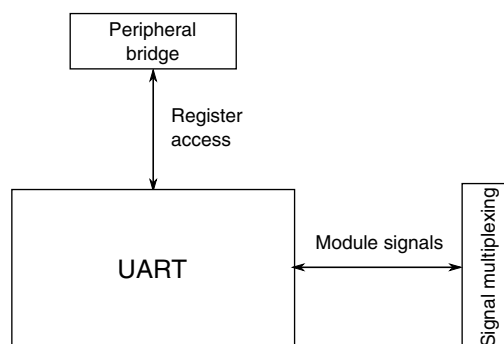 Peripheral
bridge
Register
access
UART
Module signals
Signal multiplexing